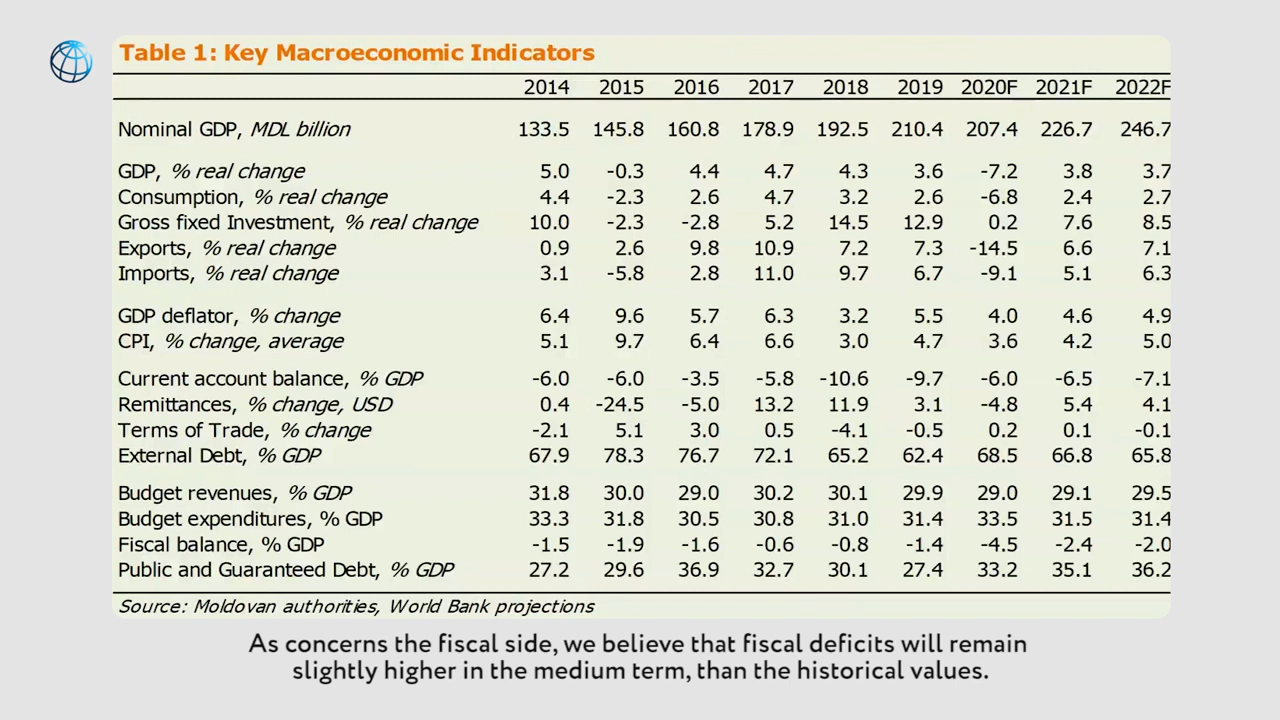 Table 1: Key Macroeconomic Indicators
2014 2015 2016 2017 2018 2019 2020F 2021F 2022F
Nominal GDP, MDL billion 133.5 145.8 160.8 178.9 192.5 210.4 207.4 226.7 246.7
GDP, % real change 5.0 -0.3 4.4 4.7 4.3 3.6 -7.2 3.8 3.7
Consumption, % real change 4.4 -2.3 2.6 4.7 3.2 2.6 -6.8 2.4 2.7
Gross fixed Investment, % real change 10.0 -2.3 -2.8 5.2 14.5 12.9 0.2 7.6 8.5
Exports, % real change 0.9 2.6 9.8 10.9 7.2 7.3 -14.5 6.6 7.1
Imports, % real change 3.1 -5.8 2.8 11.0 9.7 6.7 -9.1 5.1 6.3
GDP deflator, % change 6.4 9.6 5.7 6.3 3.2 5.5 4.0 4.6 4.9
CPI, % change, average 5.1 9.7 6.4 6.6 3.0 4.7 3.6 4.2 5.0
Current account balance, % GDP -6.0 -6.0 -3.5 -5.8 -10.6 -9.7 -6.0 -6.5 -7.1
Remittances, % change, USD 0.4 -24.5 -5.0 13.2 11.9 3.1 -4.8 5.4 4.1
Terms of Trade, % change -2.1 5.1 3.0 0.5 -4.1 -0.5 0.2 0.1 -0.1
External Debt, % GDP 67.9 78.3 76.7 72.1 65.2 62.4 68.5 66.8 65.8
Budget revenues, % GDP 31.8 30.0 29.0 30.2 30.1 29.9 29.0 29.1 29.5
Budget expenditures, % GDP 33.3 31.8 30.5 30.8 31.0 31.4 33.5 31.5 31.4
Fiscal balance, % GDP -1.5 -1.9 -1.6 -0.6 -0.8 -1.4 -4.5 -2.4 -2.0
Public and Guaranteed Debt, % GDP 27.2 29.6 36.9 32.7 30.1 27.4 33.2 35.1 36.2
Source: Moldovan authorities, World Bank projections
As concerns the fiscal side, we believe that fiscal deficits will remain
slightly higher in the medium term, than the historical values.